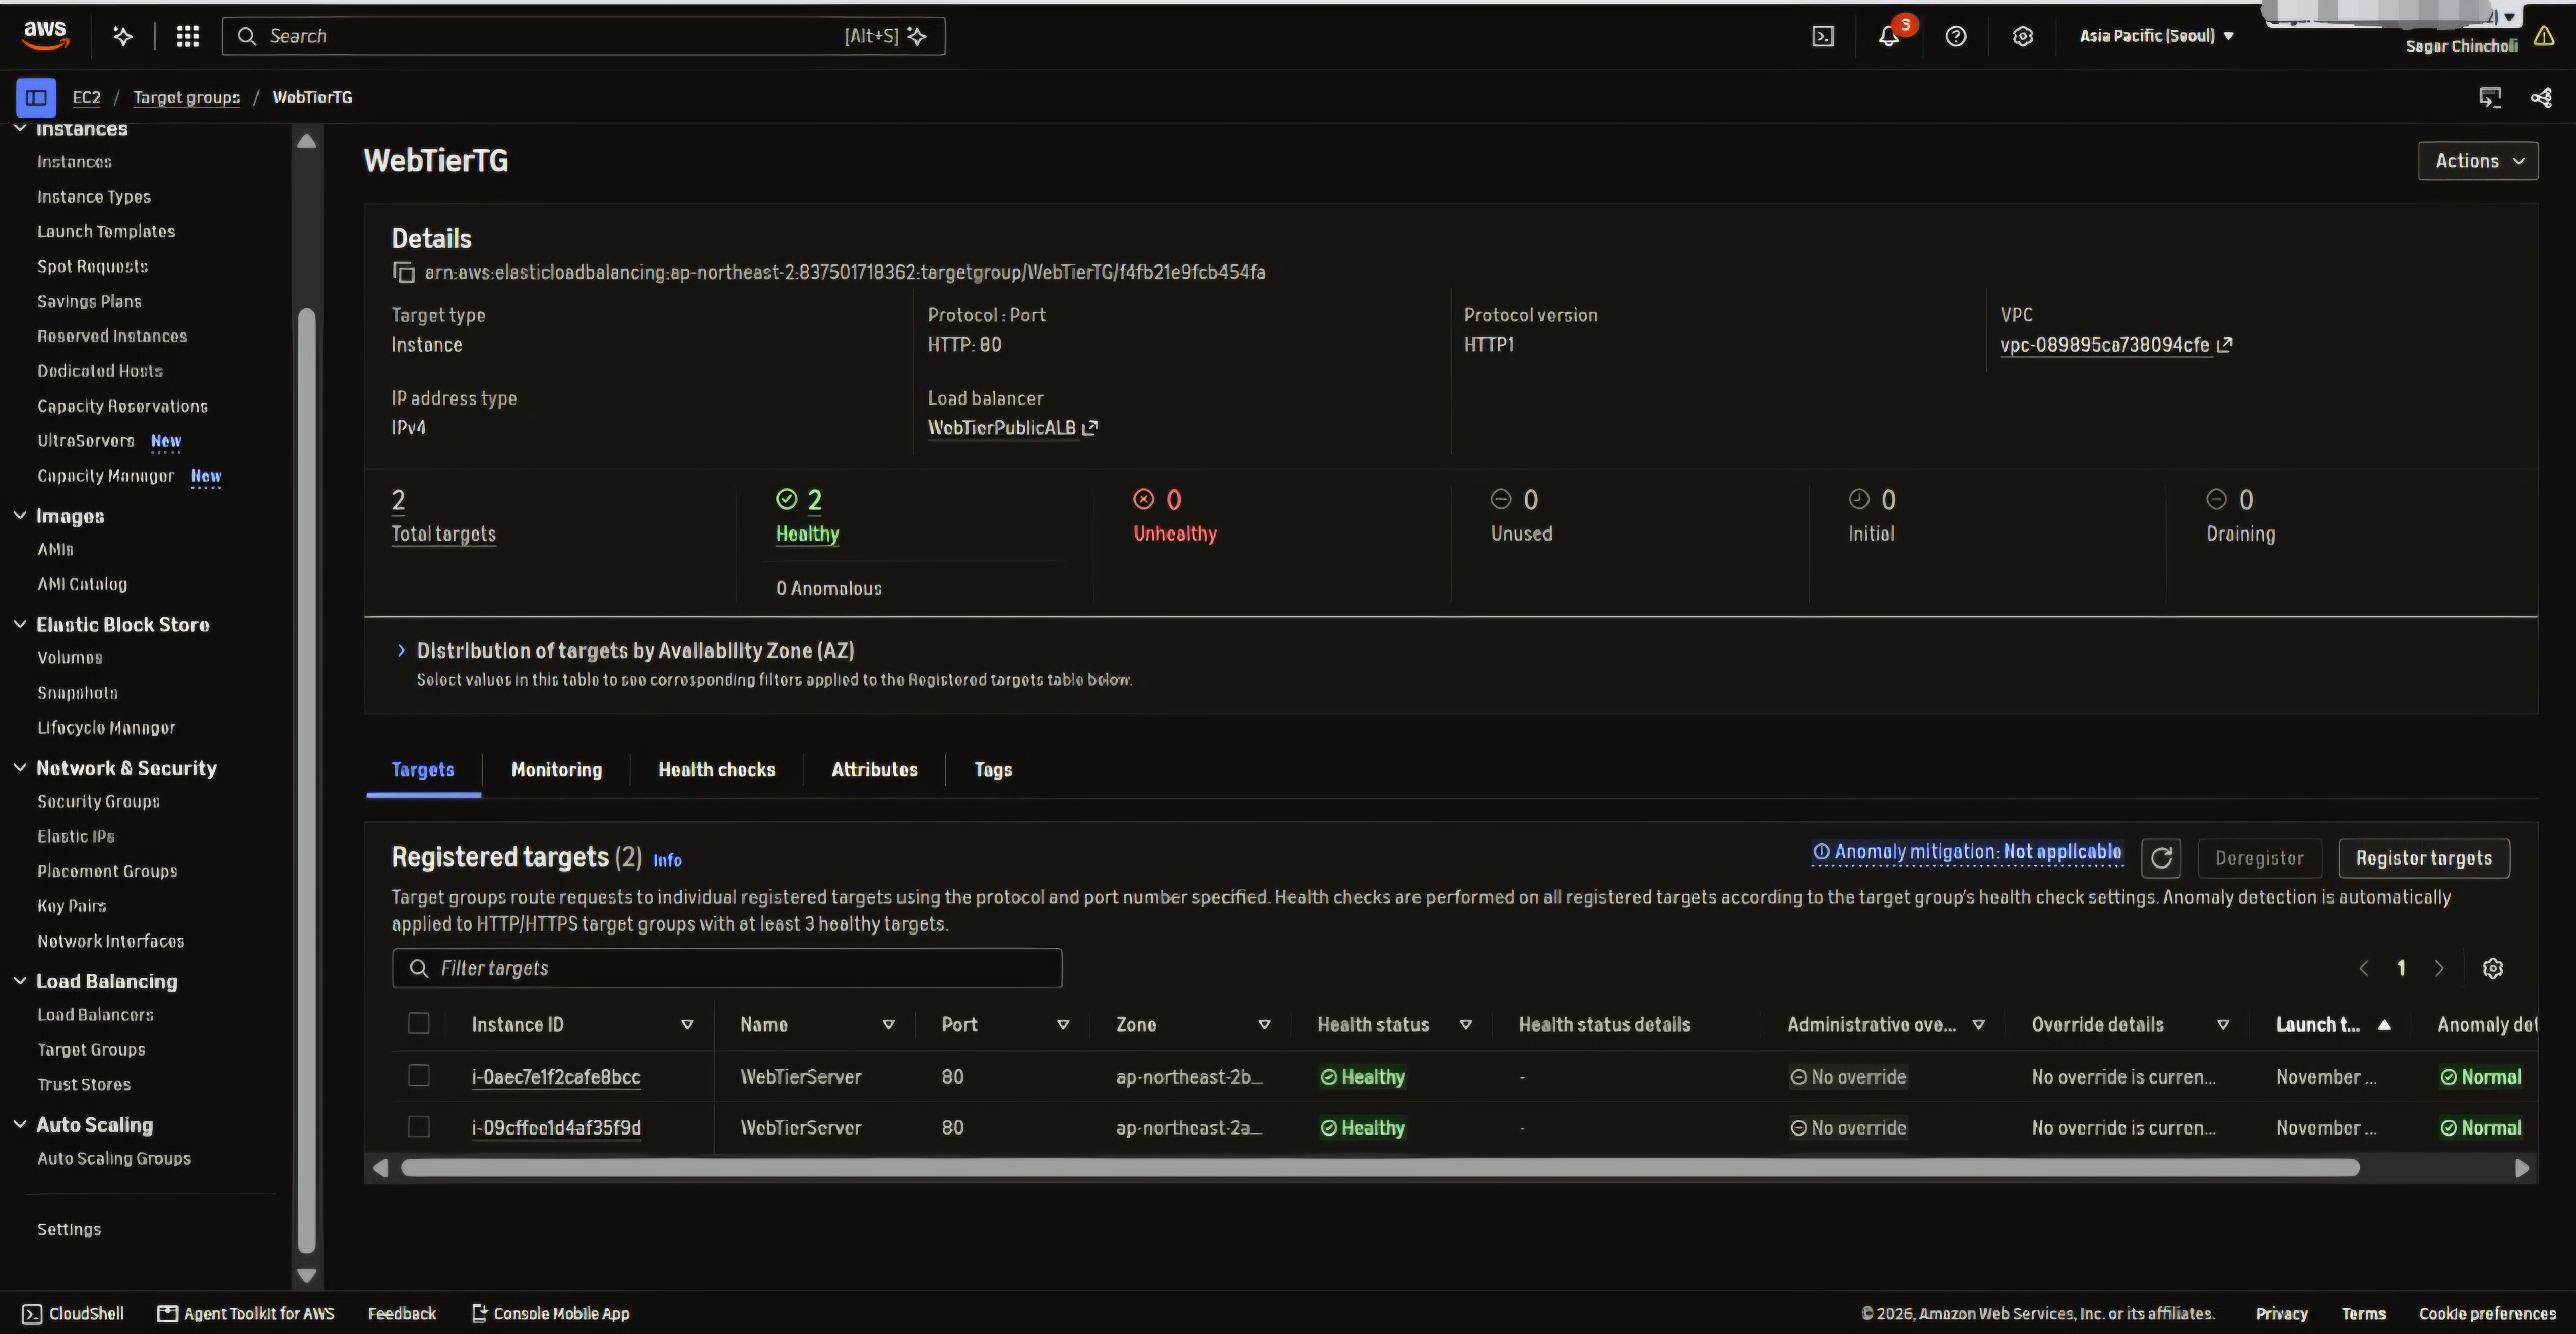 aws
Search [Alt+S]
3
Asia Pacific (Seoul)
Sagar Chincholi
EC2 / Target groups / WebTierTG
Instances
Instances
Instance Types
Launch Templates
Spot Requests
Savings Plans
Reserved Instances
Dedicated Hosts
Capacity Reservations
UltraServers New
Capacity Manager New
Images
AMIs
AMI Catalog
Elastic Block Store
Volumes
Snapshots
Lifecycle Manager
Network & Security
Security Groups
Elastic IPs
Placement Groups
Key Pairs
Network Interfaces
Load Balancing
Load Balancers
Target Groups
Trust Stores
Auto Scaling
Auto Scaling Groups
Settings
WebTierTG
Actions
Details
arn:aws:elasticloadbalancing:ap-northeast-2:837501718362:targetgroup/WebTierTG/f4fb21e9fcb454fa
Target type
Instance
Protocol : Port
HTTP: 80
Protocol version
HTTP1
VPC
vpc-089895ca738094cfe
IP address type
IPv4
Load balancer
WebTierPublicALB
2
Total targets
2
Healthy
0 Anomalous
0
Unhealthy
0
Unused
0
Initial
0
Draining
Distribution of targets by Availability Zone (AZ)
Select values in this table to see corresponding filters applied to the Registered targets table below.
Targets Monitoring Health checks Attributes Tags
Registered targets (2) Info
Anomaly mitigation: Not applicable
Deregister
Register targets
Target groups route requests to individual registered targets using the protocol and port number specified. Health checks are performed on all registered targets according to the target group's health check settings. Anomaly detection is automatically
applied to HTTP/HTTPS target groups with at least 3 healthy targets.
Filter targets
1
Instance ID Name Port Zone Health status Health status details Administrative ove... Override details Launch t... Anomaly det
i-0aec7e1f2cafe8bcc WebTierServer 80 ap-northeast-2b... Healthy - No override No override is curren... November ... Normal
i-09cffee1d4af35f9d WebTierServer 80 ap-northeast-2a... Healthy - No override No override is curren... November ... Normal
CloudShell Agent Toolkit for AWS Feedback Console Mobile App
© 2026, Amazon Web Services, Inc. or its affiliates. Privacy Terms Cookie preferences